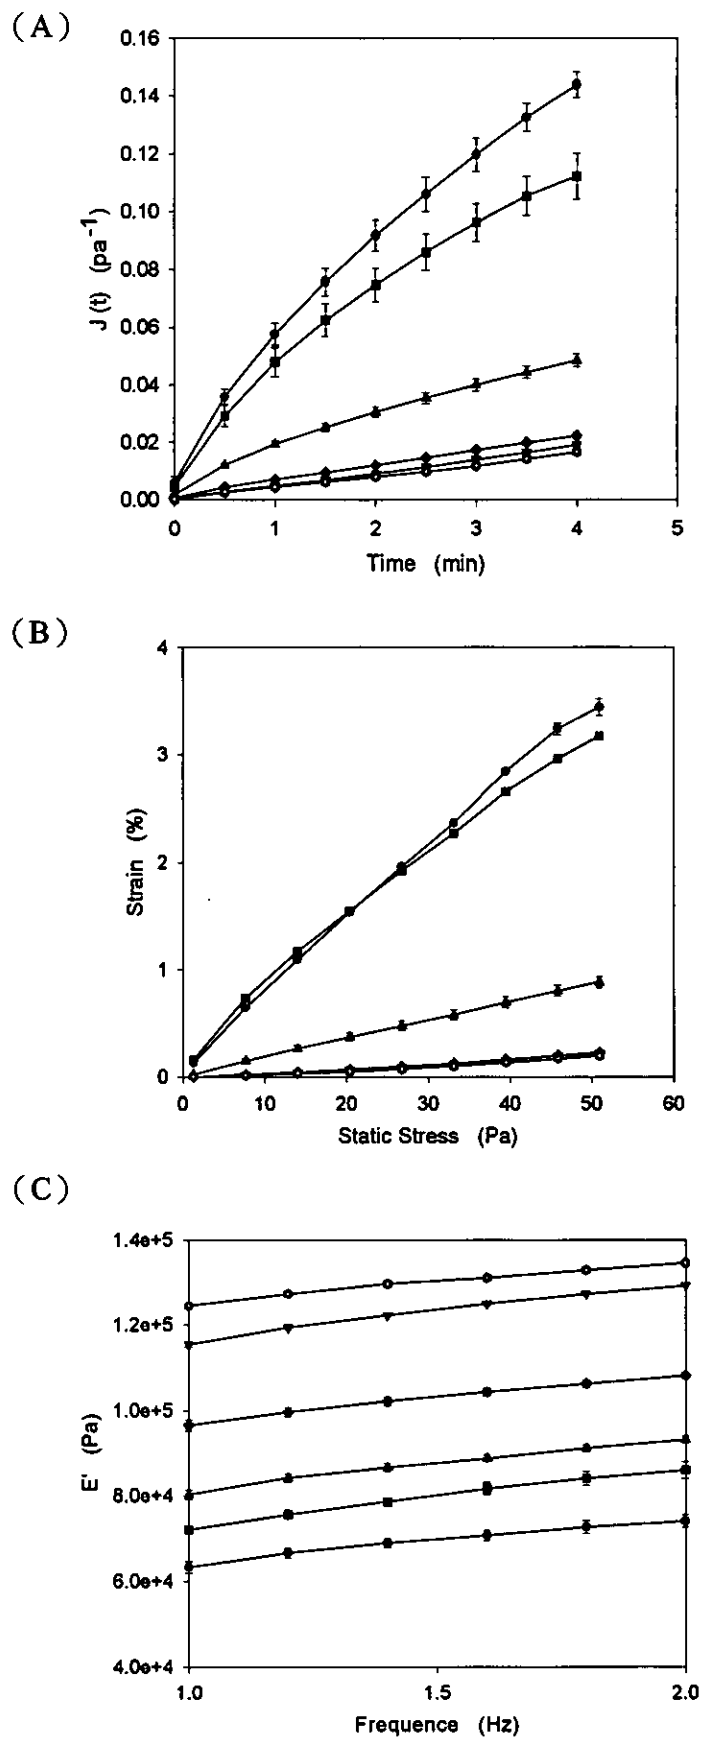 (A)
0.16
0.14
0.12
0.10
0.08
0.06
0.04
0.02
0.00
J (t) (pa⁻¹)
0 1 2 3 4 5
Time (min)
(B)
4
3
2
1
0
Strain (%)
0 10 20 30 40 50 60
Static Stress (Pa)
(C)
1.4e+5
1.2e+5
1.0e+5
8.0e+4
6.0e+4
4.0e+4
E' (Pa)
1.0 1.5 2.0
Frequence (Hz)